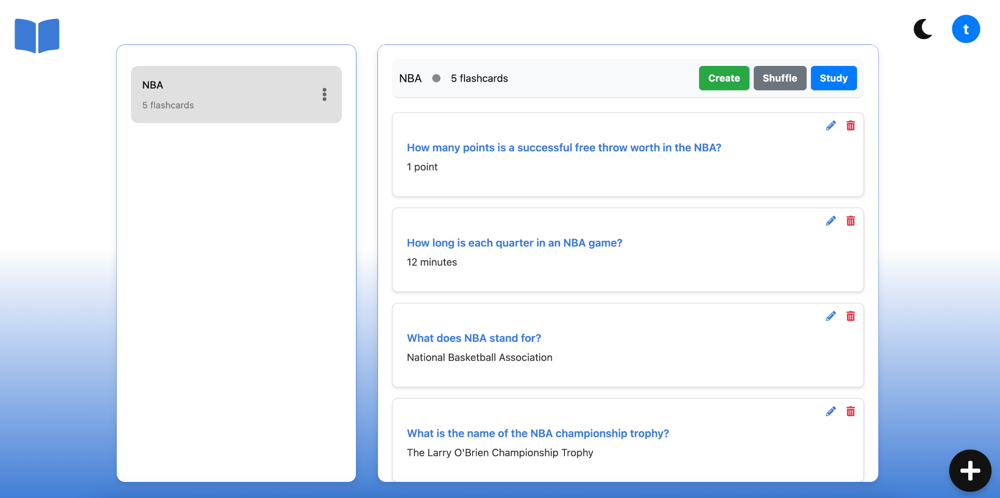 t
NBA
5 flashcards
NBA 5 flashcards Create Shuffle Study
How many points is a successful free throw worth in the NBA?
1 point
How long is each quarter in an NBA game?
12 minutes
What does NBA stand for?
National Basketball Association
What is the name of the NBA championship trophy?
The Larry O'Brien Championship Trophy